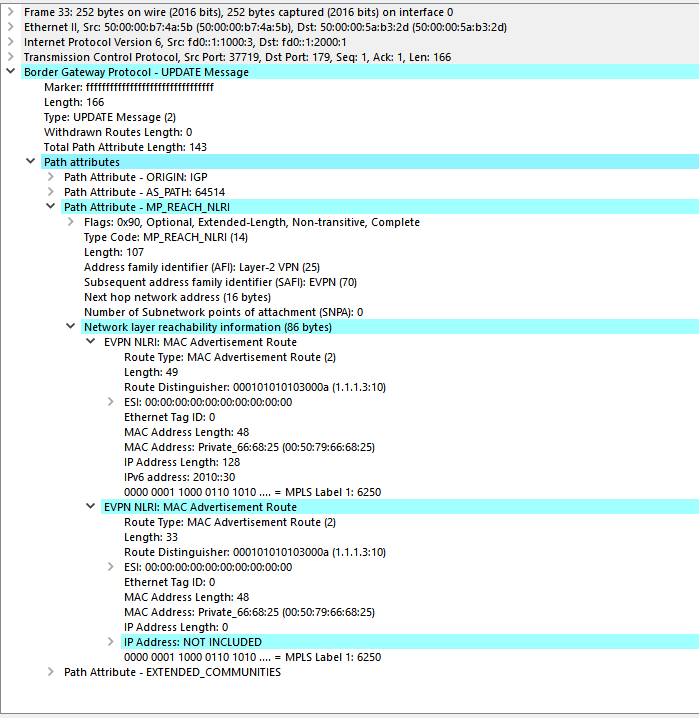 Frame 33: 252 bytes on wire (2016 bits), 252 bytes captured (2016 bits) on interface 0
Ethernet II, Src: 50:00:00:b7:4a:5b (50:00:00:b7:4a:5b), Dst: 50:00:00:5a:b3:2d (50:00:00:5a:b3:2d)
Internet Protocol Version 6, Src: fd0::1:1000:3, Dst: fd0::1:2000:1
Transmission Control Protocol, Src Port: 37719, Dst Port: 179, Seq: 1, Ack: 1, Len: 166
Border Gateway Protocol - UPDATE Message
Marker: ffffffffffffffffffffffffffffffff
Length: 166
Type: UPDATE Message (2)
Withdrawn Routes Length: 0
Total Path Attribute Length: 143
Path attributes
Path Attribute - ORIGIN: IGP
Path Attribute - AS_PATH: 64514
Path Attribute - MP_REACH_NLRI
Flags: 0x90, Optional, Extended-Length, Non-transitive, Complete
Type Code: MP_REACH_NLRI (14)
Length: 107
Address family identifier (AFI): Layer-2 VPN (25)
Subsequent address family identifier (SAFI): EVPN (70)
Next hop network address (16 bytes)
Number of Subnetwork points of attachment (SNPA): 0
Network layer reachability information (86 bytes)
EVPN NLRI: MAC Advertisement Route
Route Type: MAC Advertisement Route (2)
Length: 49
Route Distinguisher: 000101010103000a (1.1.1.3:10)
ESI: 00:00:00:00:00:00:00:00:00:00
Ethernet Tag ID: 0
MAC Address Length: 48
MAC Address: Private_66:68:25 (00:50:79:66:68:25)
IP Address Length: 128
IPv6 address: 2010::30
0000 0001 1000 0110 1010 .... = MPLS Label 1: 6250
EVPN NLRI: MAC Advertisement Route
Route Type: MAC Advertisement Route (2)
Length: 33
Route Distinguisher: 000101010103000a (1.1.1.3:10)
ESI: 00:00:00:00:00:00:00:00:00:00
Ethernet Tag ID: 0
MAC Address Length: 48
MAC Address: Private_66:68:25 (00:50:79:66:68:25)
IP Address Length: 0
IP Address: NOT INCLUDED
0000 0001 1000 0110 1010 .... = MPLS Label 1: 6250
Path Attribute - EXTENDED_COMMUNITIES